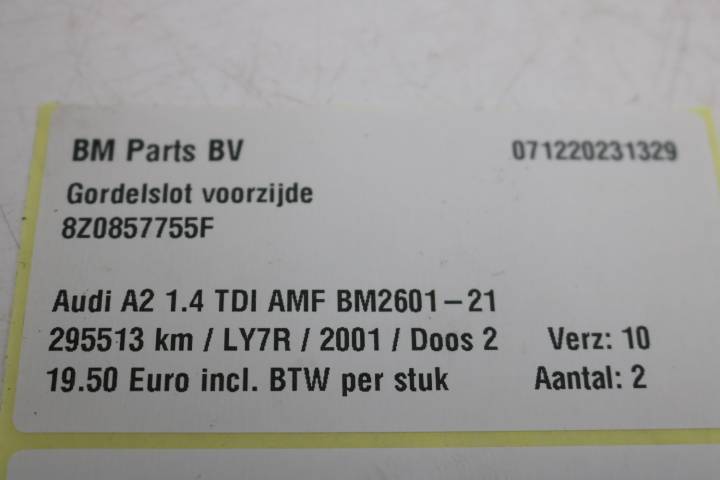 BM Parts BV 071220231329
Gordelslot voorzijde
8Z0857755F
Audi A2 1.4 TDI AMF BM2601-21
295513 km / LY7R / 2001 / Doos 2 Verz: 10
19.50 Euro incl. BTW per stuk Aantal: 2